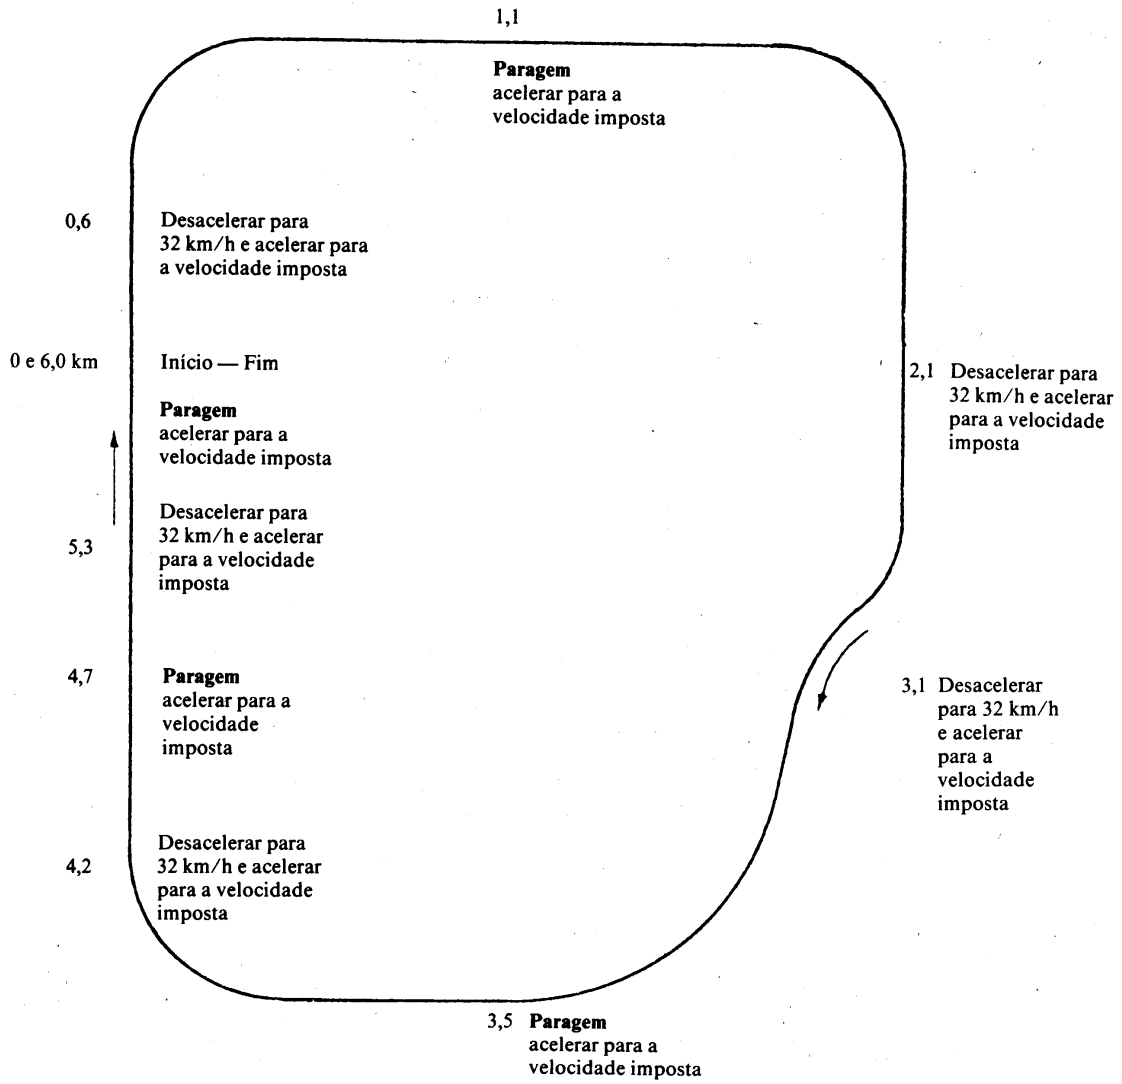 1,1
Paragem
acelerar para a
velocidade imposta
0,6
Desacelerar para
32 km/h e acelerar para
a velocidade imposta
0 e 6,0 km
Início — Fim
Paragem
acelerar para a
velocidade imposta
2,1 Desacelerar para
32 km/h e acelerar
para a velocidade
imposta
5,3
Desacelerar para
32 km/h e acelerar
para a velocidade
imposta
4,7
Paragem
acelerar para a
velocidade
imposta
3,1 Desacelerar
para 32 km/h
e acelerar
para a
velocidade
imposta
4,2
Desacelerar para
32 km/h e acelerar
para a velocidade
imposta
3,5 Paragem
acelerar para a
velocidade imposta